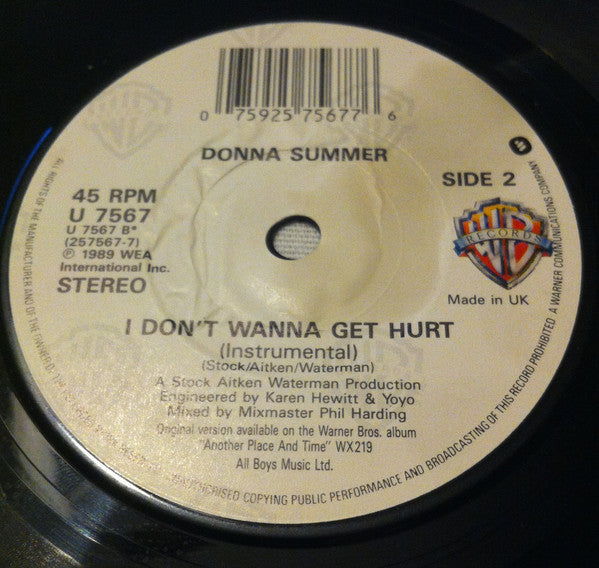 0 75925 75677 6
DONNA SUMMER
SIDE 2
45 RPM
U 7567
U 7567 B*
(257567-7)
℗ 1989 WEA
International Inc.
STEREO
WB
RECORDS
Made in UK
I DON'T WANNA GET HURT
(Instrumental)
(Stock/Aitken/Waterman)
A Stock Aitken Waterman Production
Engineered by Karen Hewitt & Yoyo
Mixed by Mixmaster Phil Harding
Original version available on the Warner Bros. album
"Another Place And Time" WX219
All Boys Music Ltd.
ALL RIGHTS OF THE MANUFACTURER AND OF THE OWNER COPYING PUBLIC PERFORMANCE AND BROADCASTING OF THIS RECORD PROHIBITED A WARNER COMMUNICATIONS COMPANY